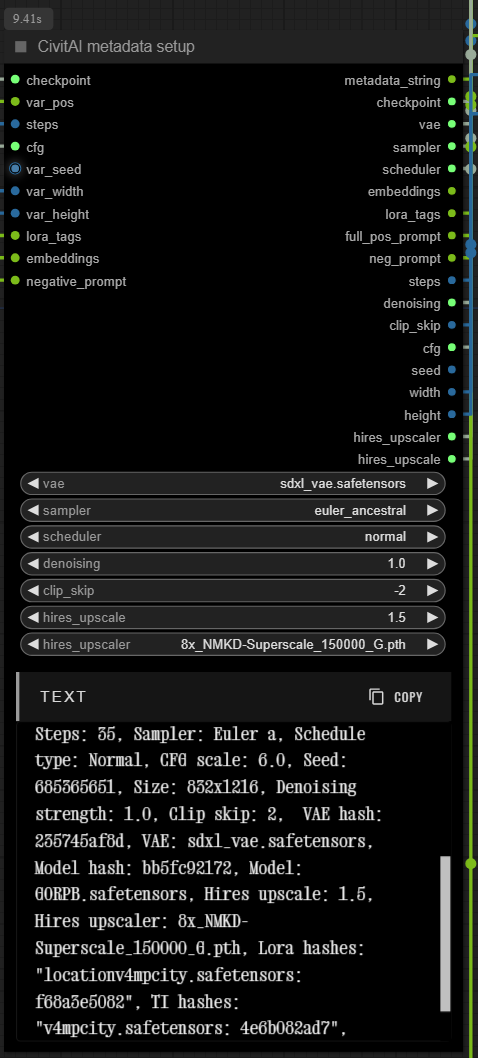 9.41s
CivitAI metadata setup
checkpoint metadata_string
var_pos checkpoint
steps vae
cfg sampler
var_seed scheduler
var_width embeddings
var_height lora_tags
lora_tags full_pos_prompt
embeddings neg_prompt
negative_prompt steps
denoising
clip_skip
cfg
seed
width
height
hires_upscaler
hires_upscale
vae sdxl_vae.safetensors
sampler euler_ancestral
scheduler normal
denoising 1.0
clip_skip -2
hires_upscale 1.5
hires_upscaler 8x_NMKD-Superscale_150000_G.pth
TEXT COPY
Steps: 35, Sampler: Euler a, Schedule
type: Normal, CFG scale: 6.0, Seed:
685365651, Size: 832x1216, Denoising
strength: 1.0, Clip skip: 2, VAE hash:
235745af8d, VAE: sdxl_vae.safetensors,
Model hash: bb5fc92172, Model:
GORPB.safetensors, Hires upscale: 1.5,
Hires upscaler: 8x_NMKD-
Superscale_150000_G.pth, Lora hashes:
"locationv4mpcity.safetensors:
f68a3e5082", TI hashes:
"v4mpcity.safetensors: 4e6b082ad7",